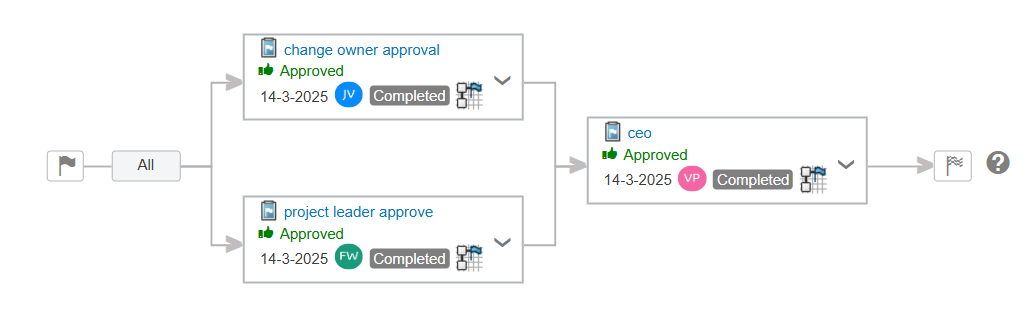 All
change owner approval
Approved
14-3-2025 JV Completed
project leader approve
Approved
14-3-2025 FW Completed
ceo
Approved
14-3-2025 VP Completed
?